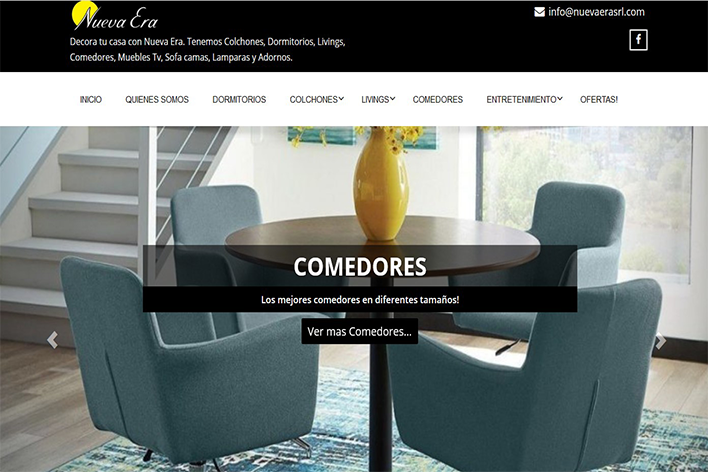 Nueva Era
info@nuevaerasrl.com
Decora tu casa con Nueva Era. Tenemos Colchones, Dormitorios, Livings,
Comedores, Muebles Tv, Sofa camas, Lamparas y Adornos.
INICIO QUIENES SOMOS DORMITORIOS COLCHONES LIVINGS COMEDORES ENTRETENIMIENTO OFERTAS!
COMEDORES
Los mejores comedores en diferentes tamaños!
Ver mas Comedores...